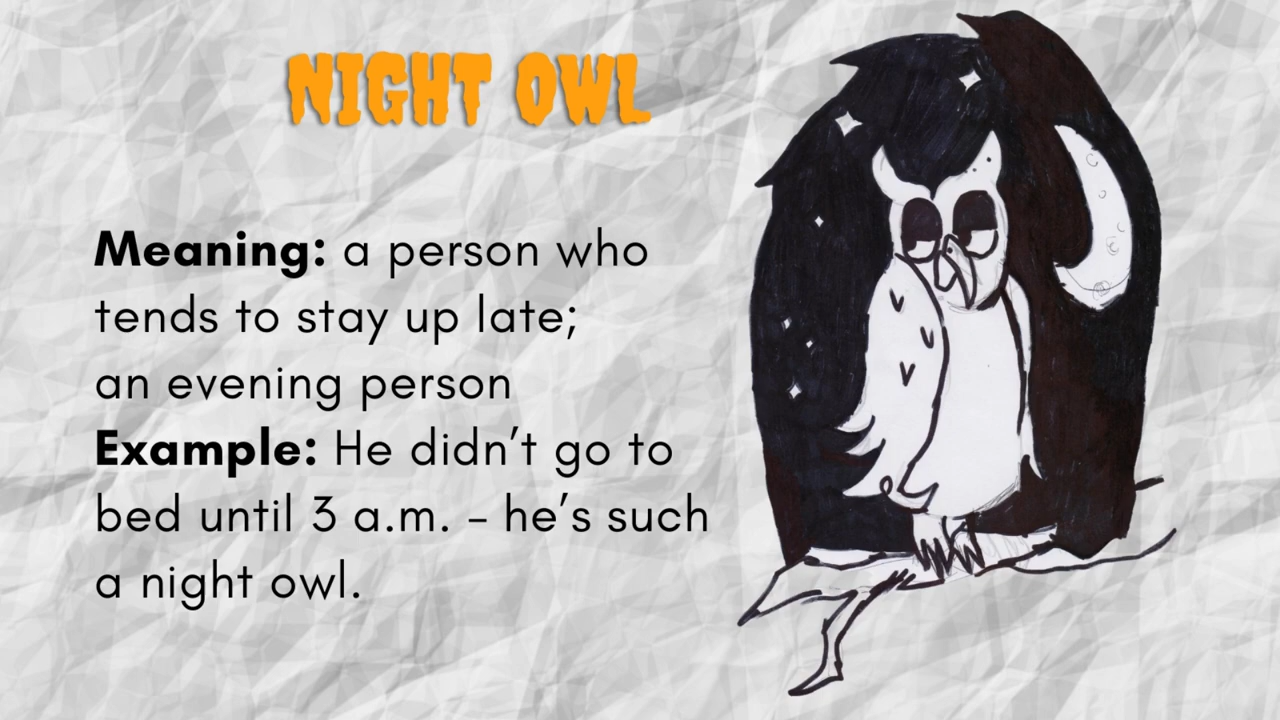 NIGHT OWL
Meaning: a person who
tends to stay up late;
an evening person
Example: He didn’t go to
bed until 3 a.m. – he’s such
a night owl.